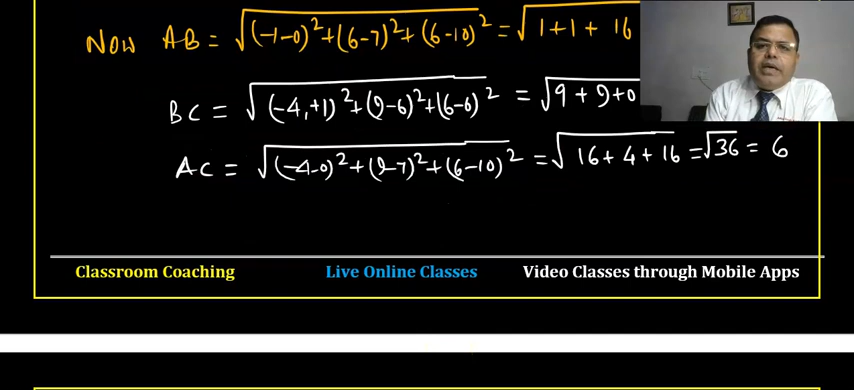 Now AB = √(-1-0)²+(6-7)²+(6-10)² = √1+1+16
BC = √(-4+1)²+(9-6)²+(6-6)² = √9+9+0
AC = √(-4-0)²+(9-7)²+(6-10)² = √16+4+16 = √36 = 6
Classroom Coaching Live Online Classes Video Classes through Mobile Apps